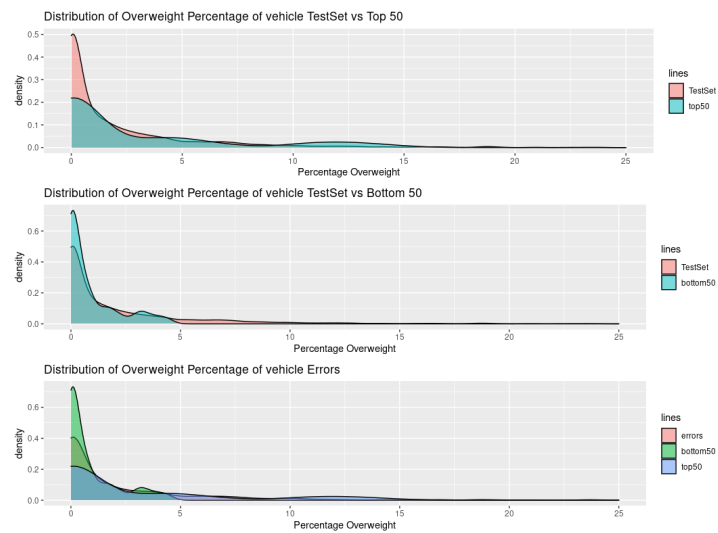 Distribution of Overweight Percentage of vehicle TestSet vs Top 50
0.5
0.4
0.3
0.2
0.1
0.0
density
0 5 10 15 20 25
Percentage Overweight
lines
TestSet
top50
Distribution of Overweight Percentage of vehicle TestSet vs Bottom 50
0.6
0.4
0.2
0.0
density
0 5 10 15 20 25
Percentage Overweight
lines
TestSet
bottom50
Distribution of Overweight Percentage of vehicle Errors
0.6
0.4
0.2
0.0
density
0 5 10 15 20 25
Percentage Overweight
lines
errors
bottom50
top50